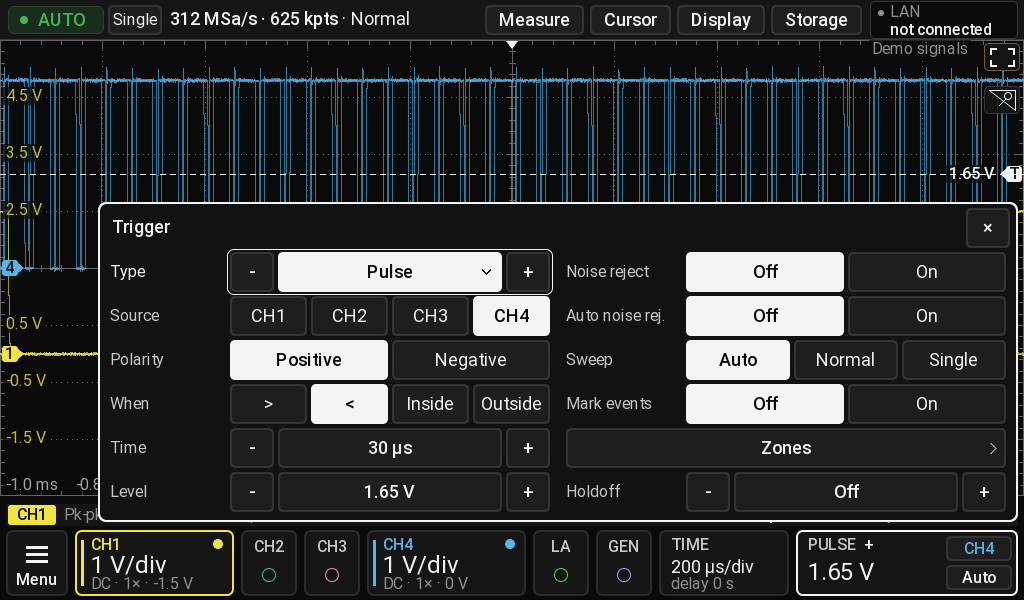 AUTO Single 312 MSa/s · 625 kpts · Normal Measure Cursor Display Storage LAN
not connected
Demo signals
4.5 V
3.5 V
1.65 V T
2.5 V
Trigger ×
4 Type - Pulse + Noise reject Off On
0.5 V Source CH1 CH2 CH3 CH4 Auto noise rej. Off On
1 Polarity Positive Negative Sweep Auto Normal Single
-0.5 V
When > < Inside Outside Mark events Off On
-1.5 V Time - 30 µs + Zones
-1.0 ms -0.8
Level - 1.65 V + Holdoff - Off +
CH1 Pk-pk
CH1 CH2 CH3 CH4 LA GEN TIME PULSE + CH4
1 V/div 1 V/div 200 µs/div 1.65 V
Menu DC · 1× · -1.5 V DC · 1× · 0 V delay 0 s Auto